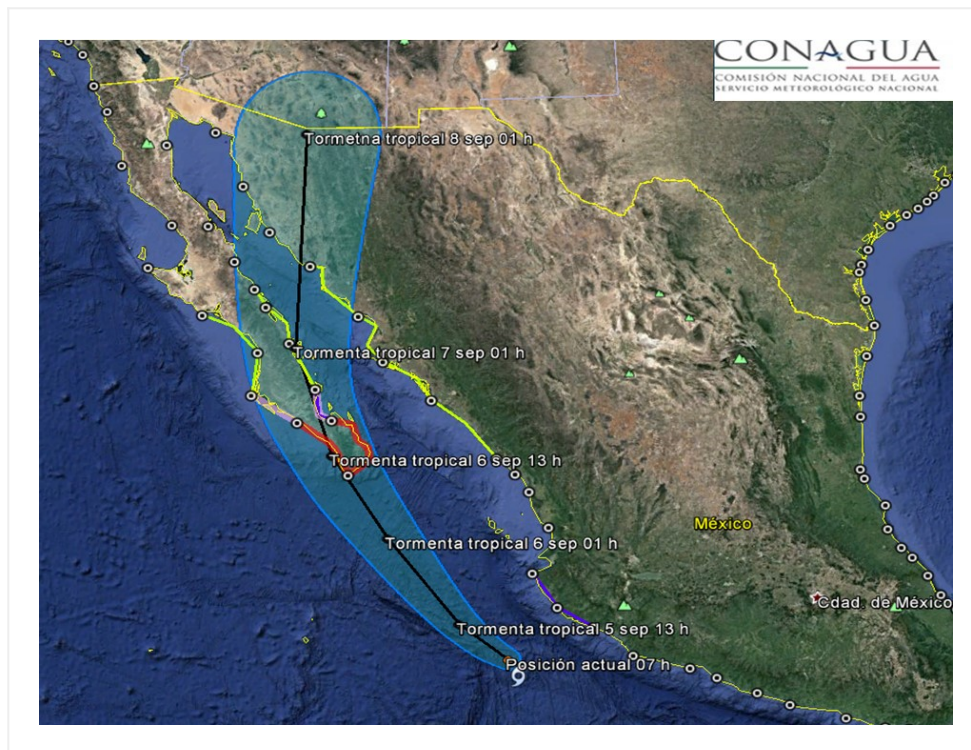 CONAGUA
COMISIÓN NACIONAL DEL AGUA
SERVICIO METEOROLÓGICO NACIONAL
Tormetna tropical 8 sep 01 h
Tormenta tropical 7 sep 01 h
Tormenta tropical 6 sep 13 h
México
Tormenta tropical 6 sep 01 h
Cdad. de México
Tormenta tropical 5 sep 13 h
Posición actual 07 h